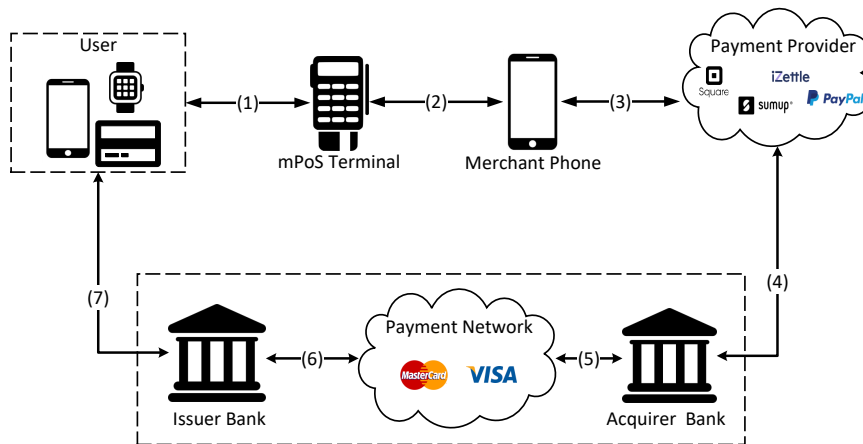 User
Payment Provider
Square
iZettle
sumup®
PayPal
(1)
(2)
(3)
mPoS Terminal
Merchant Phone
(4)
(7)
Payment Network
MasterCard
VISA
(6)
(5)
Issuer Bank
Acquirer Bank